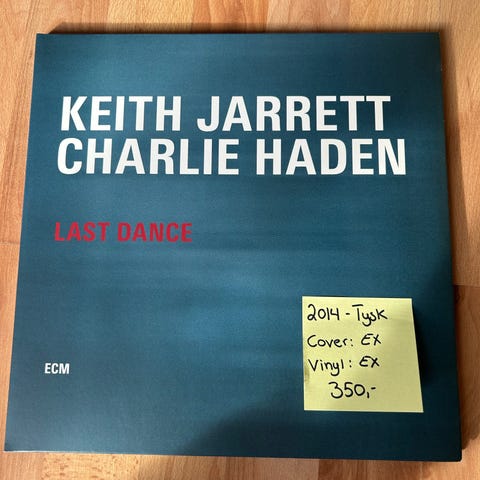 KEITH JARRETT
CHARLIE HADEN
LAST DANCE
ECM
2014 - Tysk
Cover: EX
Vinyl: EX
350,-